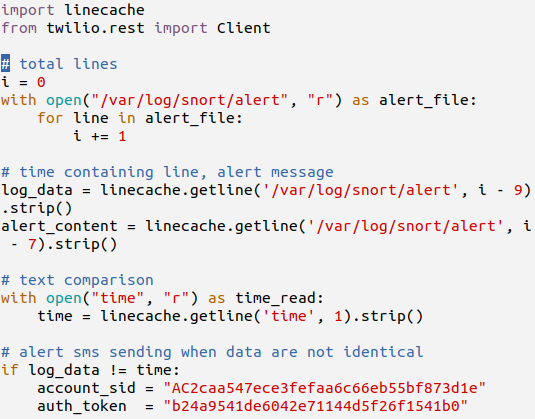 import linecache
from twilio.rest import Client

# total lines
i = 0
with open("/var/log/snort/alert", "r") as alert_file:
    for line in alert_file:
        i += 1

# time containing line, alert message
log_data = linecache.getline('/var/log/snort/alert', i - 9)
.strip()
alert_content = linecache.getline('/var/log/snort/alert', i
 - 7).strip()

# text comparison
with open("time", "r") as time_read:
    time = linecache.getline('time', 1).strip()

# alert sms sending when data are not identical
if log_data != time:
    account_sid = "AC2caa547ece3fefaa6c66eb55bf873d1e"
    auth_token  = "b24a9541de6042e71144d5f26f1541b0"